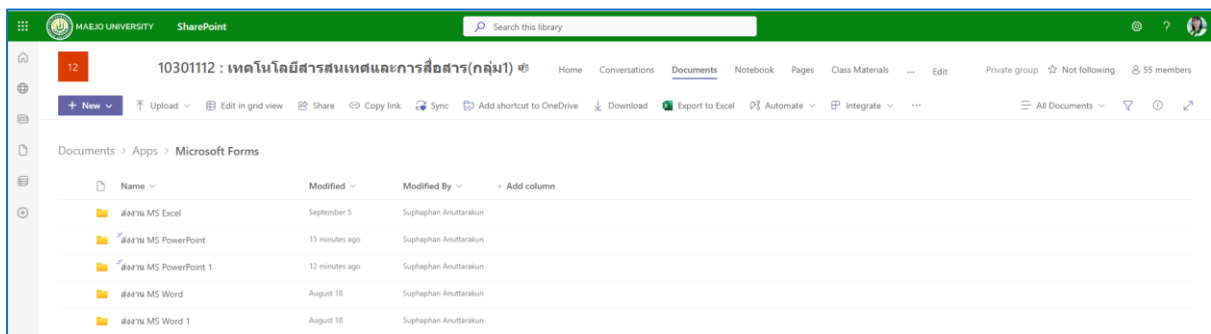 MAEJO UNIVERSITY SharePoint Search this library ?
12 10301112 : เทคโนโลยีสารสนเทศและการสื่อสาร(กลุ่ม1) Home Conversations Documents Notebook Pages Class Materials ... Edit Private group Not following 55 members
+ New Upload Edit in grid view Share Copy link Sync Add shortcut to OneDrive Download Export to Excel Automate Integrate ... All Documents
Documents > Apps > Microsoft Forms
Name Modified Modified By + Add column
ส่งงาน MS Excel September 5 Suphaphan Anuttarakun
ส่งงาน MS PowerPoint 15 minutes ago Suphaphan Anuttarakun
ส่งงาน MS PowerPoint 1 12 minutes ago Suphaphan Anuttarakun
ส่งงาน MS Word August 18 Suphaphan Anuttarakun
ส่งงาน MS Word 1 August 18 Suphaphan Anuttarakun